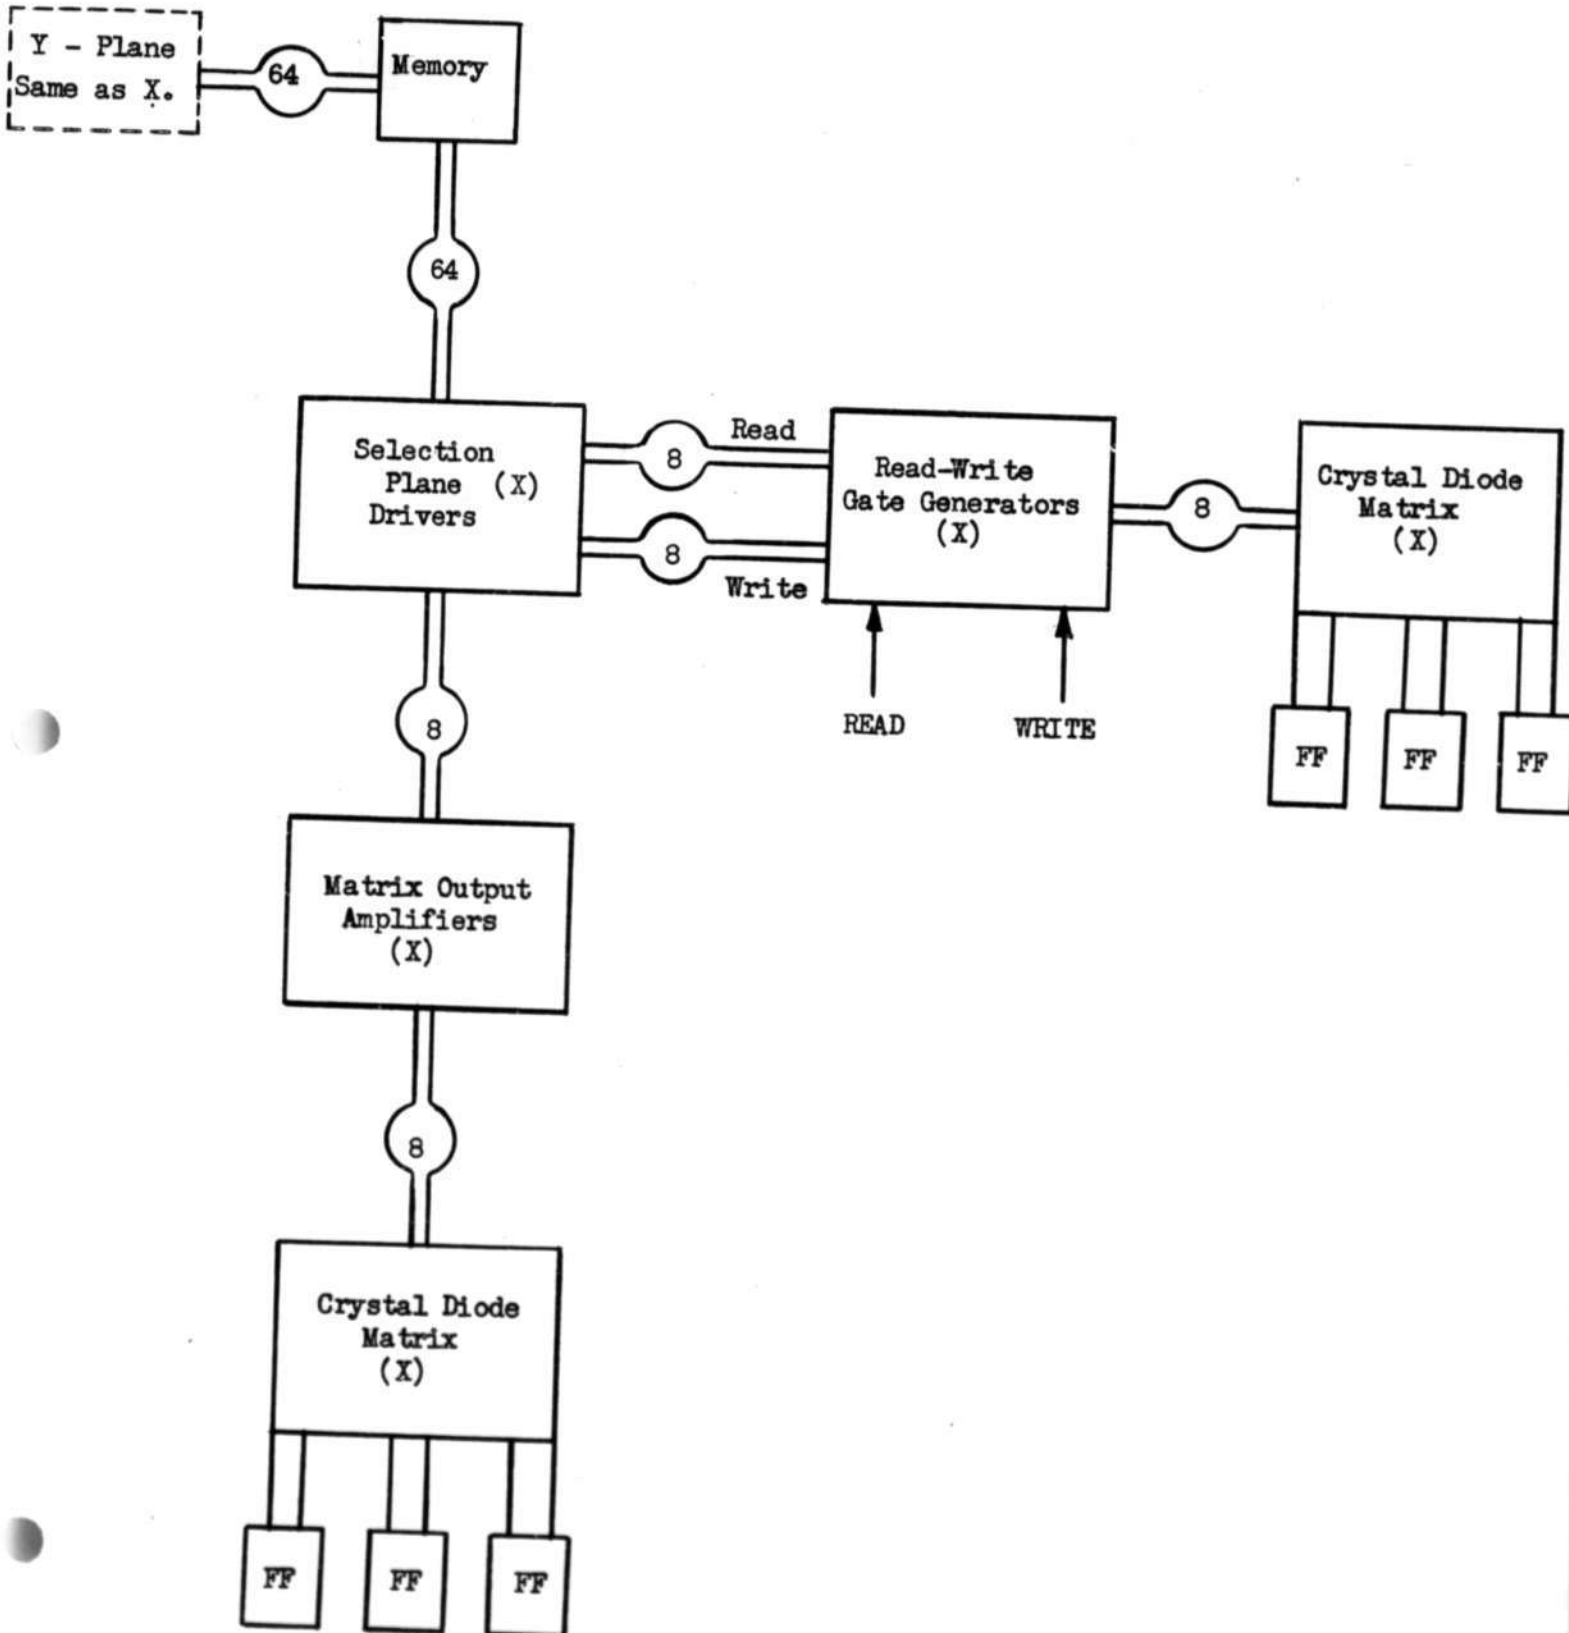 Y - Plane
Same as X.
64
Memory
64
Selection
Plane (X)
Drivers
8
Read
8
Write
Read-Write
Gate Generators
(X)
READ
WRITE
8
Crystal Diode
Matrix
(X)
FF
FF
FF
8
Matrix Output
Amplifiers
(X)
8
Crystal Diode
Matrix
(X)
FF
FF
FF